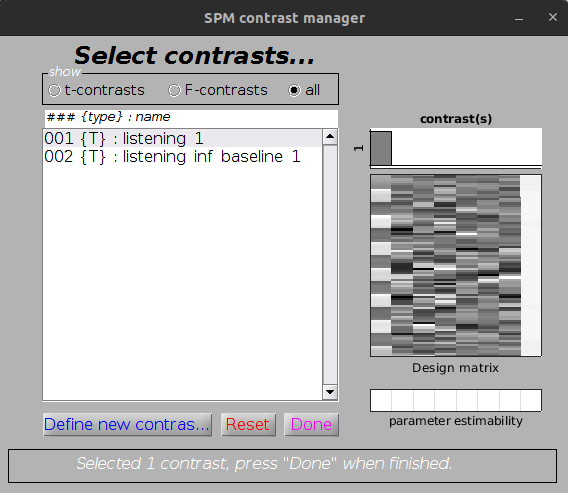 SPM contrast manager
Select contrasts...
show
t-contrasts F-contrasts all
### {type} : name
001 {T} : listening 1
002 {T} : listening inf baseline 1
contrast(s)
1
Design matrix
parameter estimability
Define new contras... Reset Done
Selected 1 contrast, press "Done" when finished.